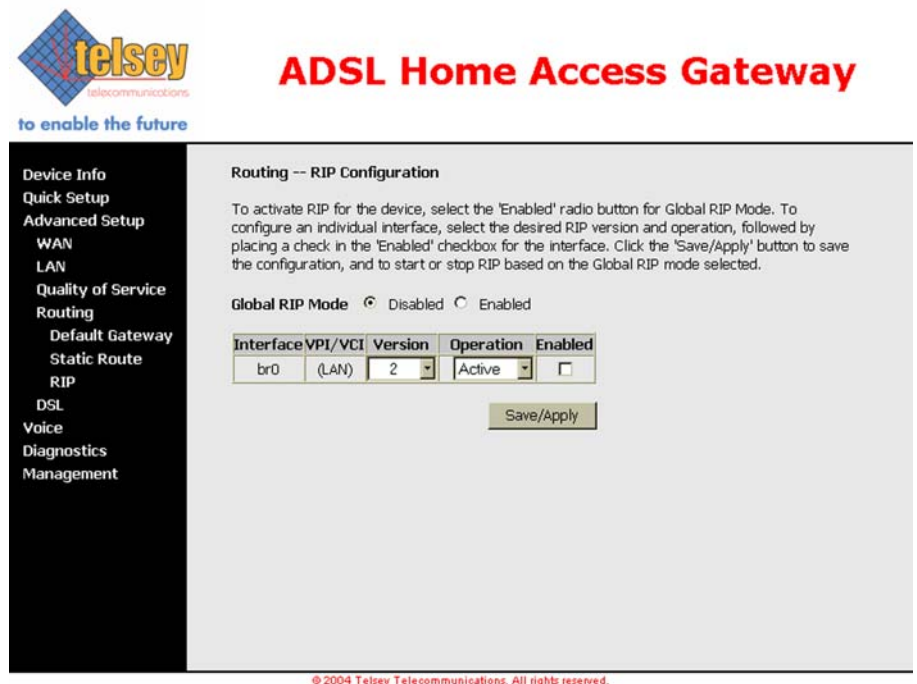 telsey
telecommunications
to enable the future
ADSL Home Access Gateway
Device Info
Quick Setup
Advanced Setup
WAN
LAN
Quality of Service
Routing
Default Gateway
Static Route
RIP
DSL
Voice
Diagnostics
Management
Routing -- RIP Configuration
To activate RIP for the device, select the 'Enabled' radio button for Global RIP Mode. To
configure an individual interface, select the desired RIP version and operation, followed by
placing a check in the 'Enabled' checkbox for the interface. Click the 'Save/Apply' button to save
the configuration, and to start or stop RIP based on the Global RIP mode selected.
Global RIP Mode Disabled Enabled
Interface VPI/VCI Version Operation Enabled
br0 (LAN) 2 Active
Save/Apply
© 2004 Telsey Telecommunications. All rights reserved.